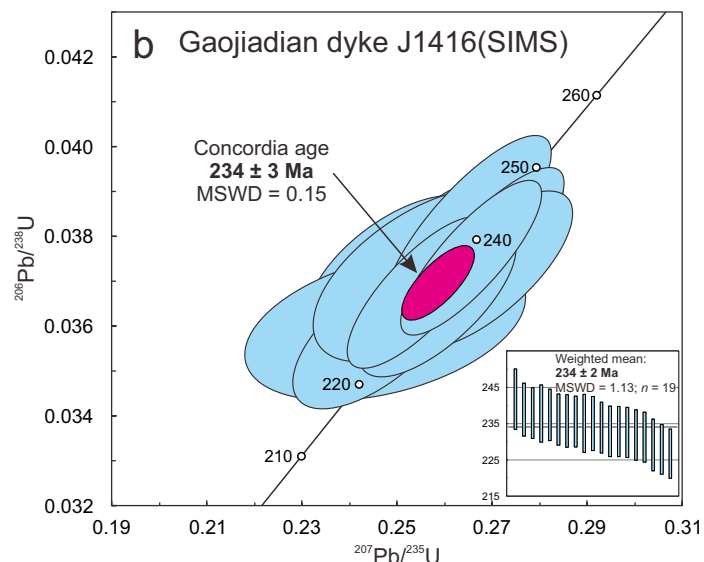 b Gaojiadian dyke J1416(SIMS)
0.042
0.040
0.038
0.036
0.034
0.032
206Pb/238U
260
250
240
220
210
Concordia age
234 ± 3 Ma
MSWD = 0.15
Weighted mean:
234 ± 2 Ma
MSWD = 1.13; n = 19
245
235
225
215
0.19 0.21 0.23 0.25 0.27 0.29 0.31
207Pb/235U